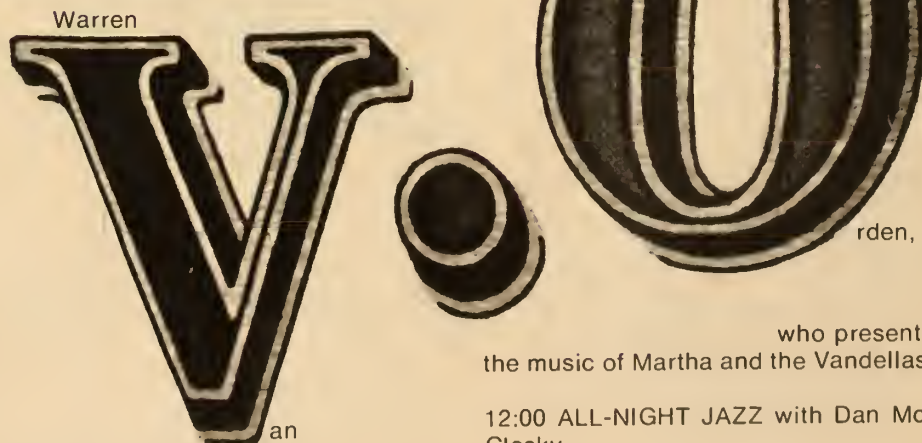 Warren
V.O
rden,
an
who present
the music of Martha and the Vandellas
12:00 ALL-NIGHT JAZZ with Dan Mc